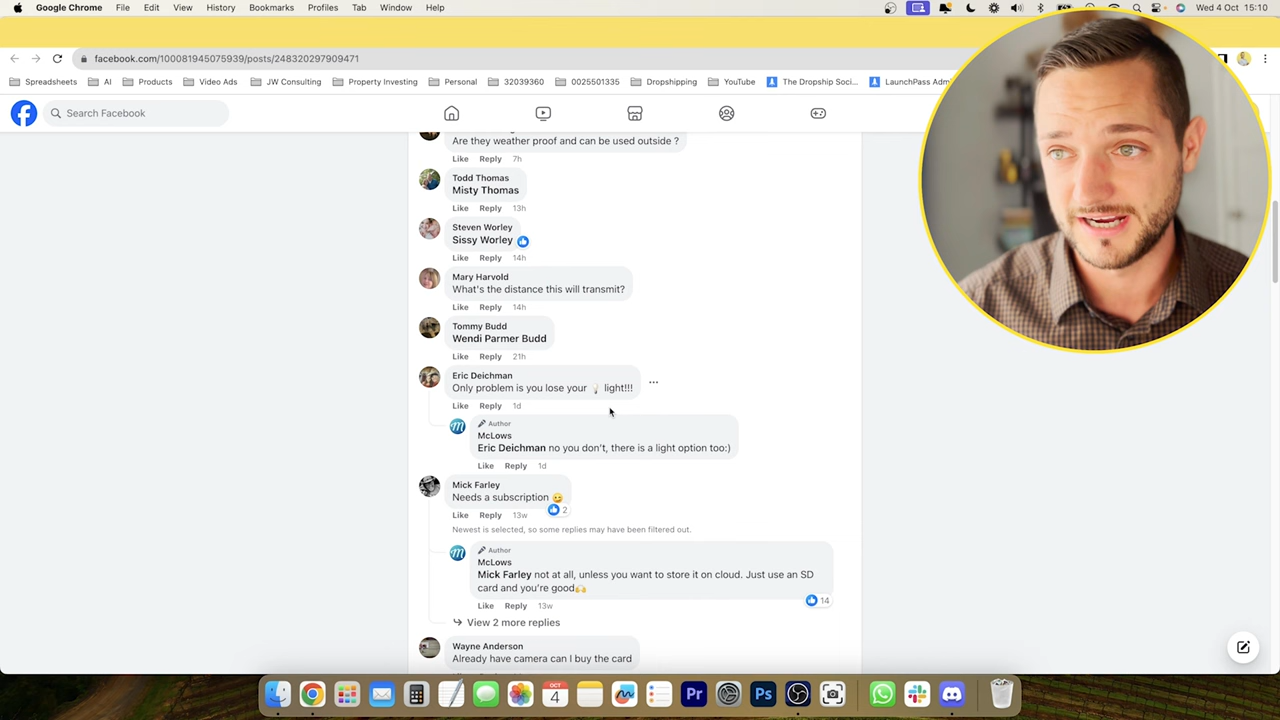 Google Chrome File Edit View History Bookmarks Profiles Tab Window Help
Wed 4 Oct 15:10
facebook.com/100081945075939/posts/248320297909471
Spreadsheets AI Products Video Ads JW Consulting Property Investing Personal 32039360 0025501335 Dropshipping YouTube The Dropship Soci... LaunchPass Admi
Search Facebook
Are they weather proof and can be used outside ?
Like Reply 7h
Todd Thomas
Misty Thomas
Like Reply 13h
Steven Worley
Sissy Worley
Like Reply 14h
Mary Harvold
What's the distance this will transmit?
Like Reply 14h
Tommy Budd
Wendi Parmer Budd
Like Reply 21h
Eric Deichman
Only problem is you lose your 💡 light!!!
Like Reply 1d
Author
McLows
Eric Deichman no you don't, there is a light option too:)
Like Reply 1d
Mick Farley
Needs a subscription 😏
Like Reply 13w 2
Newest is selected, so some replies may have been filtered out.
Author
McLows
Mick Farley not at all, unless you want to store it on cloud. Just use an SD
card and you're good🙌
Like Reply 13w 14
View 2 more replies
Wayne Anderson
Already have camera can I buy the card
OCT
4
Pr
Ps